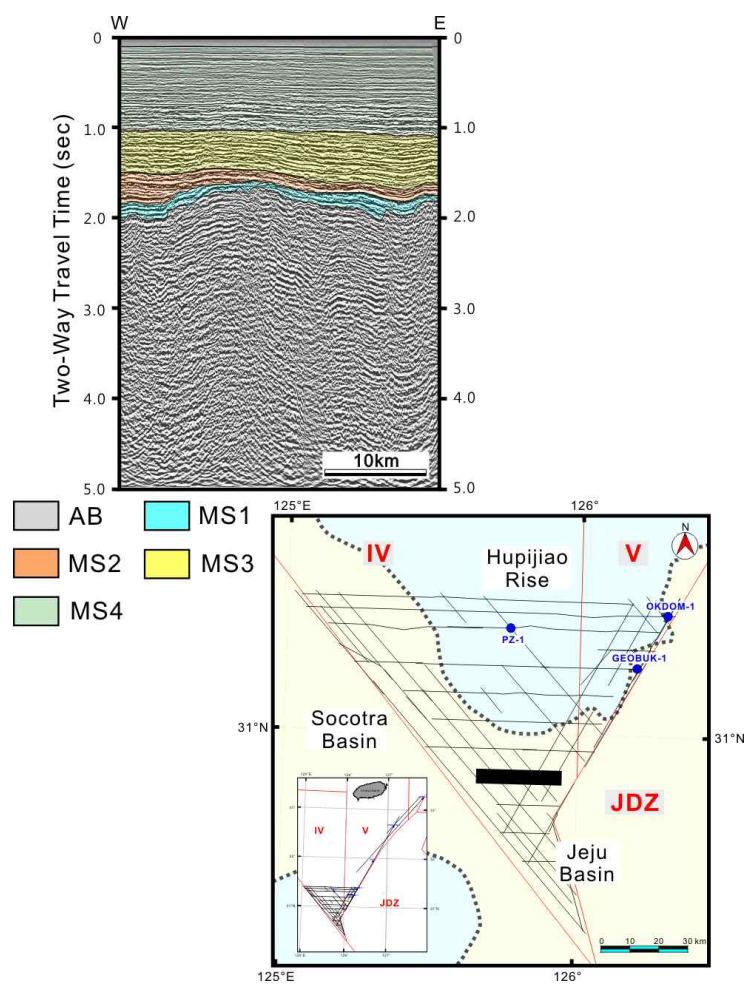 W E
0 0
1.0 1.0
2.0 2.0
3.0 3.0
4.0 4.0
5.0 5.0
Two-Way Travel Time (sec)
10km
AB MS1
MS2 MS3
MS4
125°E 126°
N
IV V
Hupijiao
Rise
OKDOM-1
PZ-1
GEOBUK-1
31°N 31°N
Socotra
Basin
JDZ
Jeju
Basin
IV V
JDZ
0 10 20 30 km
125°E 126°